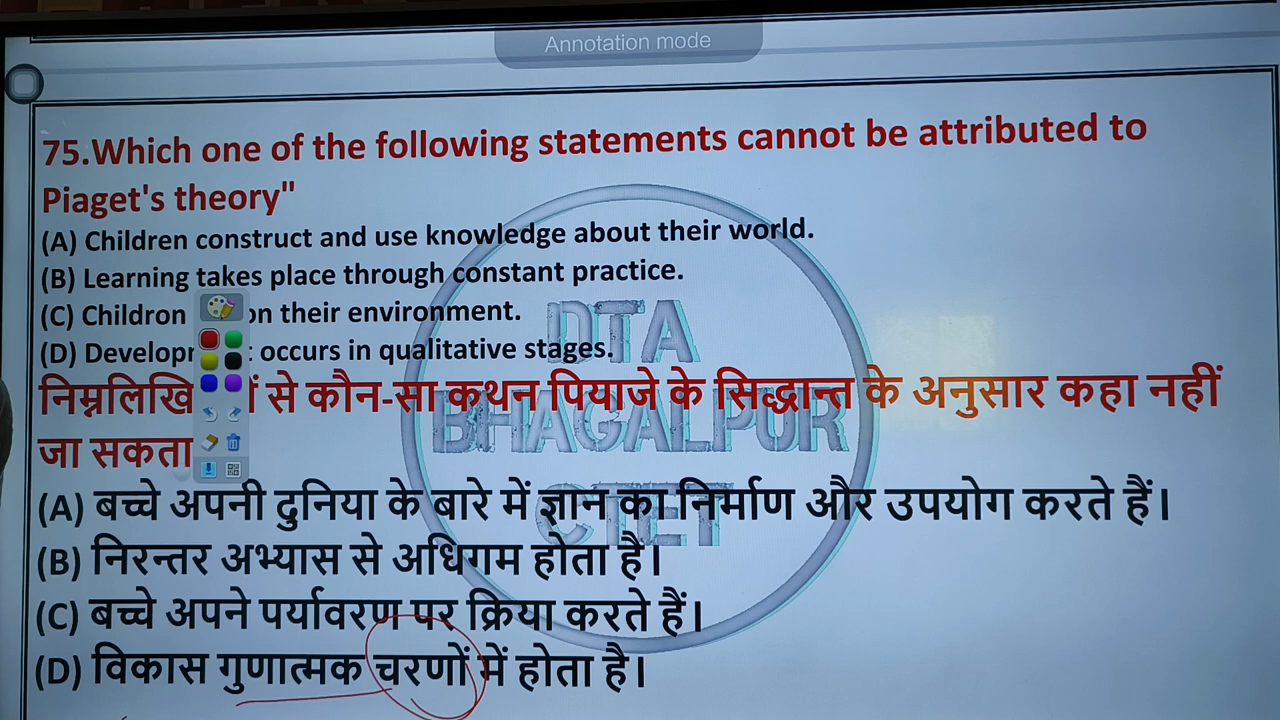 Annotation mode
75.Which one of the following statements cannot be attributed to
Piaget's theory"
(A) Children construct and use knowledge about their world.
(B) Learning takes place through constant practice.
(C) Childron on their environment.
(D) occurs in qualitative stages.
से कौन-सा कथन पियाजे के सिद्धान्त के अनुसार कहा नहीं
जा सकता
(A) बच्चे अपनी दुनिया के बारे में ज्ञान का निर्माण और उपयोग करते हैं।
(B) निरन्तर अभ्यास से अधिगम होता है।
(C) बच्चे अपने पर्यावरण पर क्रिया करते हैं।
(D) विकास गुणात्मक चरणों में होता है।
DTA
BHAGALPUR
CTET